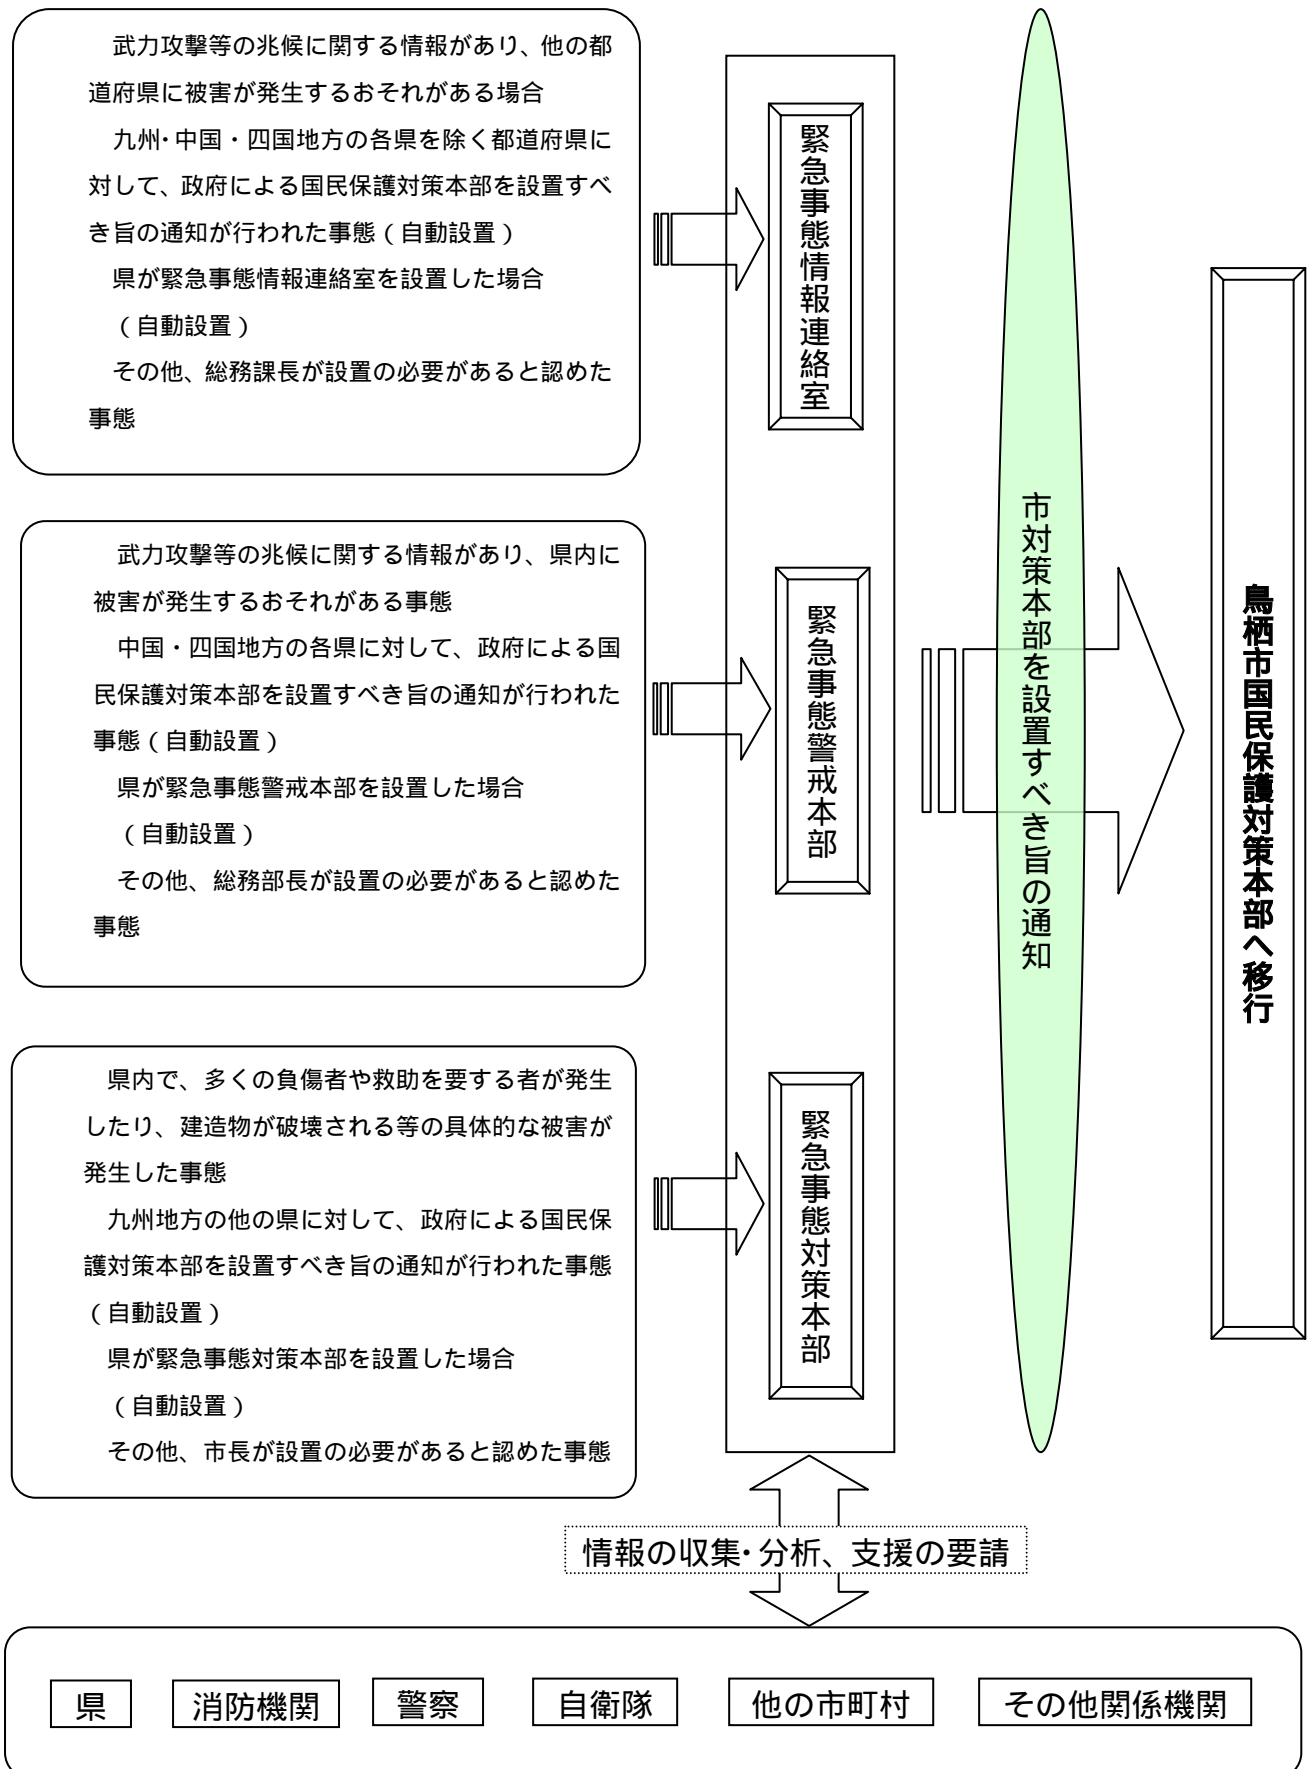 武力攻撃等の兆候に関する情報があり、他の都
道府県に被害が発生するおそれがある場合
九州・中国・四国地方の各県を除く都道府県に
対して、政府による国民保護対策本部を設置すべ
き旨の通知が行われた事態（自動設置）
県が緊急事態情報連絡室を設置した場合
（自動設置）
その他、総務課長が設置の必要があると認めた
事態
緊急事態情報連絡室
武力攻撃等の兆候に関する情報があり、県内に
被害が発生するおそれがある事態
中国・四国地方の各県に対して、政府による国
民保護対策本部を設置すべき旨の通知が行われた
事態（自動設置）
県が緊急事態警戒本部を設置した場合
（自動設置）
その他、総務部長が設置の必要があると認めた
事態
緊急事態警戒本部
県内で、多くの負傷者や救助を要する者が発生
したり、建造物が破壊される等の具体的な被害が
発生した事態
九州地方の他の県に対して、政府による国民保
護対策本部を設置すべき旨の通知が行われた事態
（自動設置）
県が緊急事態対策本部を設置した場合
（自動設置）
その他、市長が設置の必要があると認めた事態
緊急事態対策本部
市対策本部を設置すべき旨の通知
鳥栖市国民保護対策本部へ移行
情報の収集・分析、支援の要請
県
消防機関
警察
自衛隊
他の市町村
その他関係機関